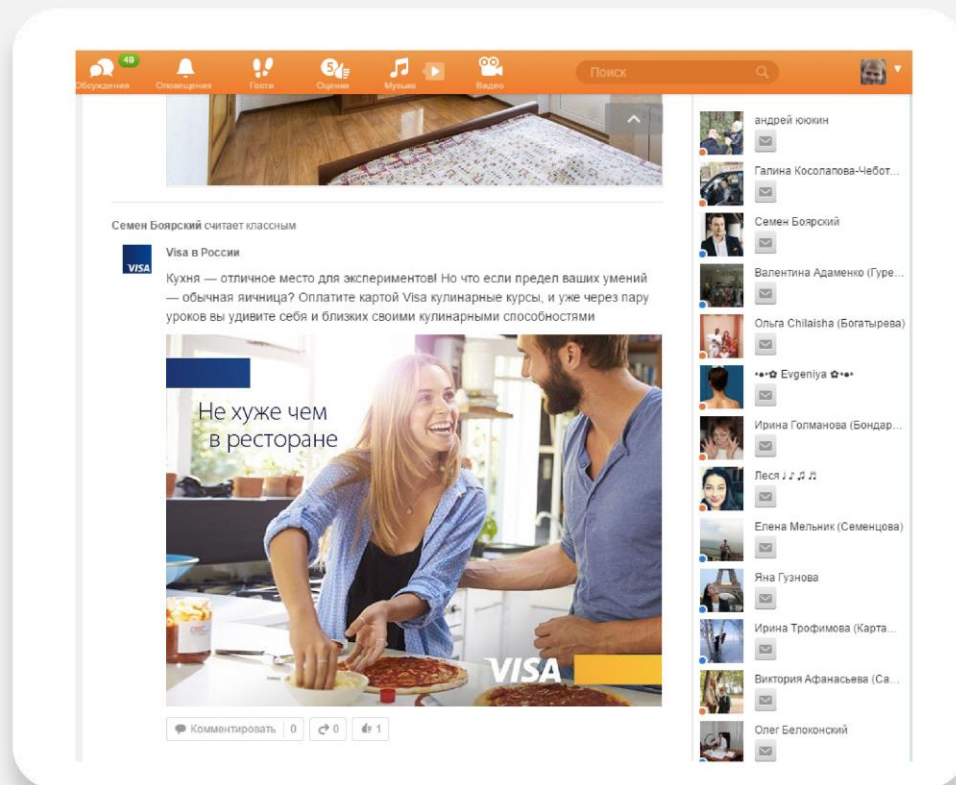 48
Обсуждения Оповещения Гости Оценки Музыка Видео
Поиск
Семен Боярский считает классным
VISA
Visa в России
Кухня — отличное место для экспериментов! Но что если предел ваших умений
— обычная яичница? Оплатите картой Visa кулинарные курсы, и уже через пару
уроков вы удивите себя и близких своими кулинарными способностями
Не хуже чем
в ресторане
VISA
Комментировать 0 0 1
андрей ююкин
Галина Косолапова-Чебот...
Семен Боярский
Валентина Адаменко (Гуре...
Ольга Chilaisha (Богатырева)
•●•✿ Evgeniya ✿•●•
Ирина Голманова (Бондар...
Леся ♩ ♪ ♫ ♬
Елена Мельник (Семенцова)
Яна Гузнова
Ирина Трофимова (Карта...
Виктория Афанасьева (Са...
Олег Белоконский